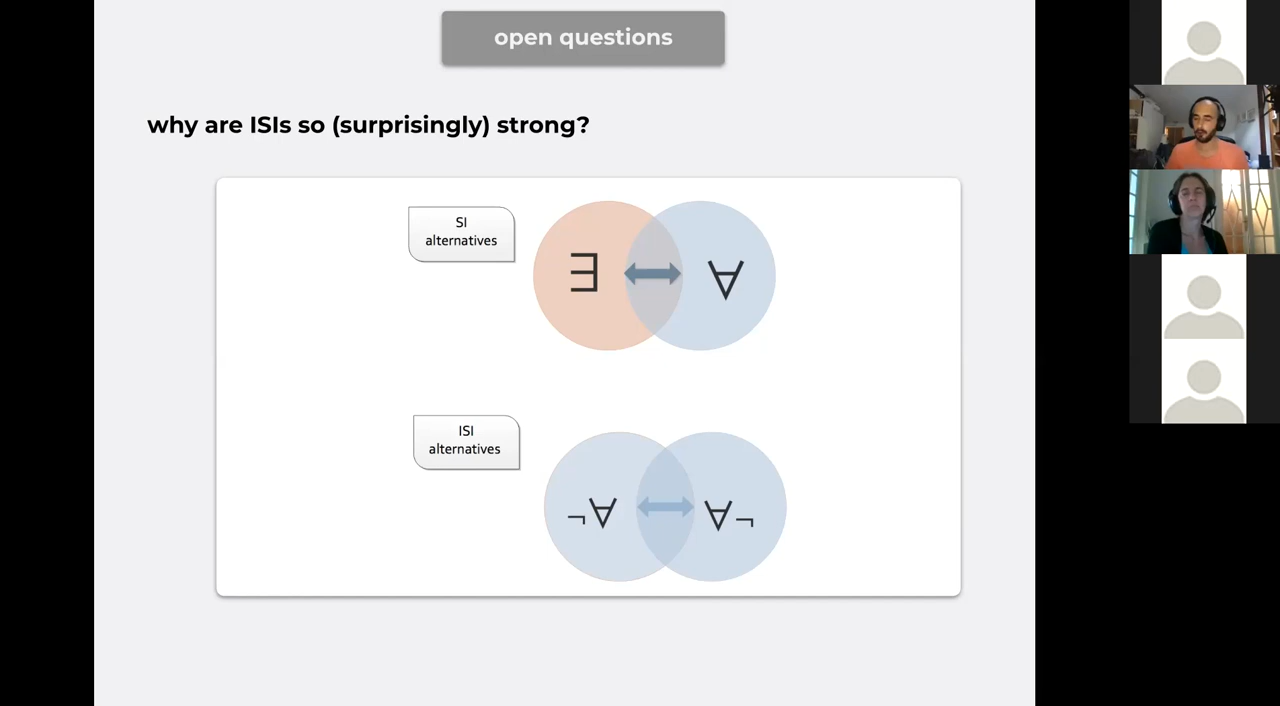 open questions
why are ISIs so (surprisingly) strong?
SI
alternatives
∃ ∀
ISI
alternatives
¬∀ ∀¬